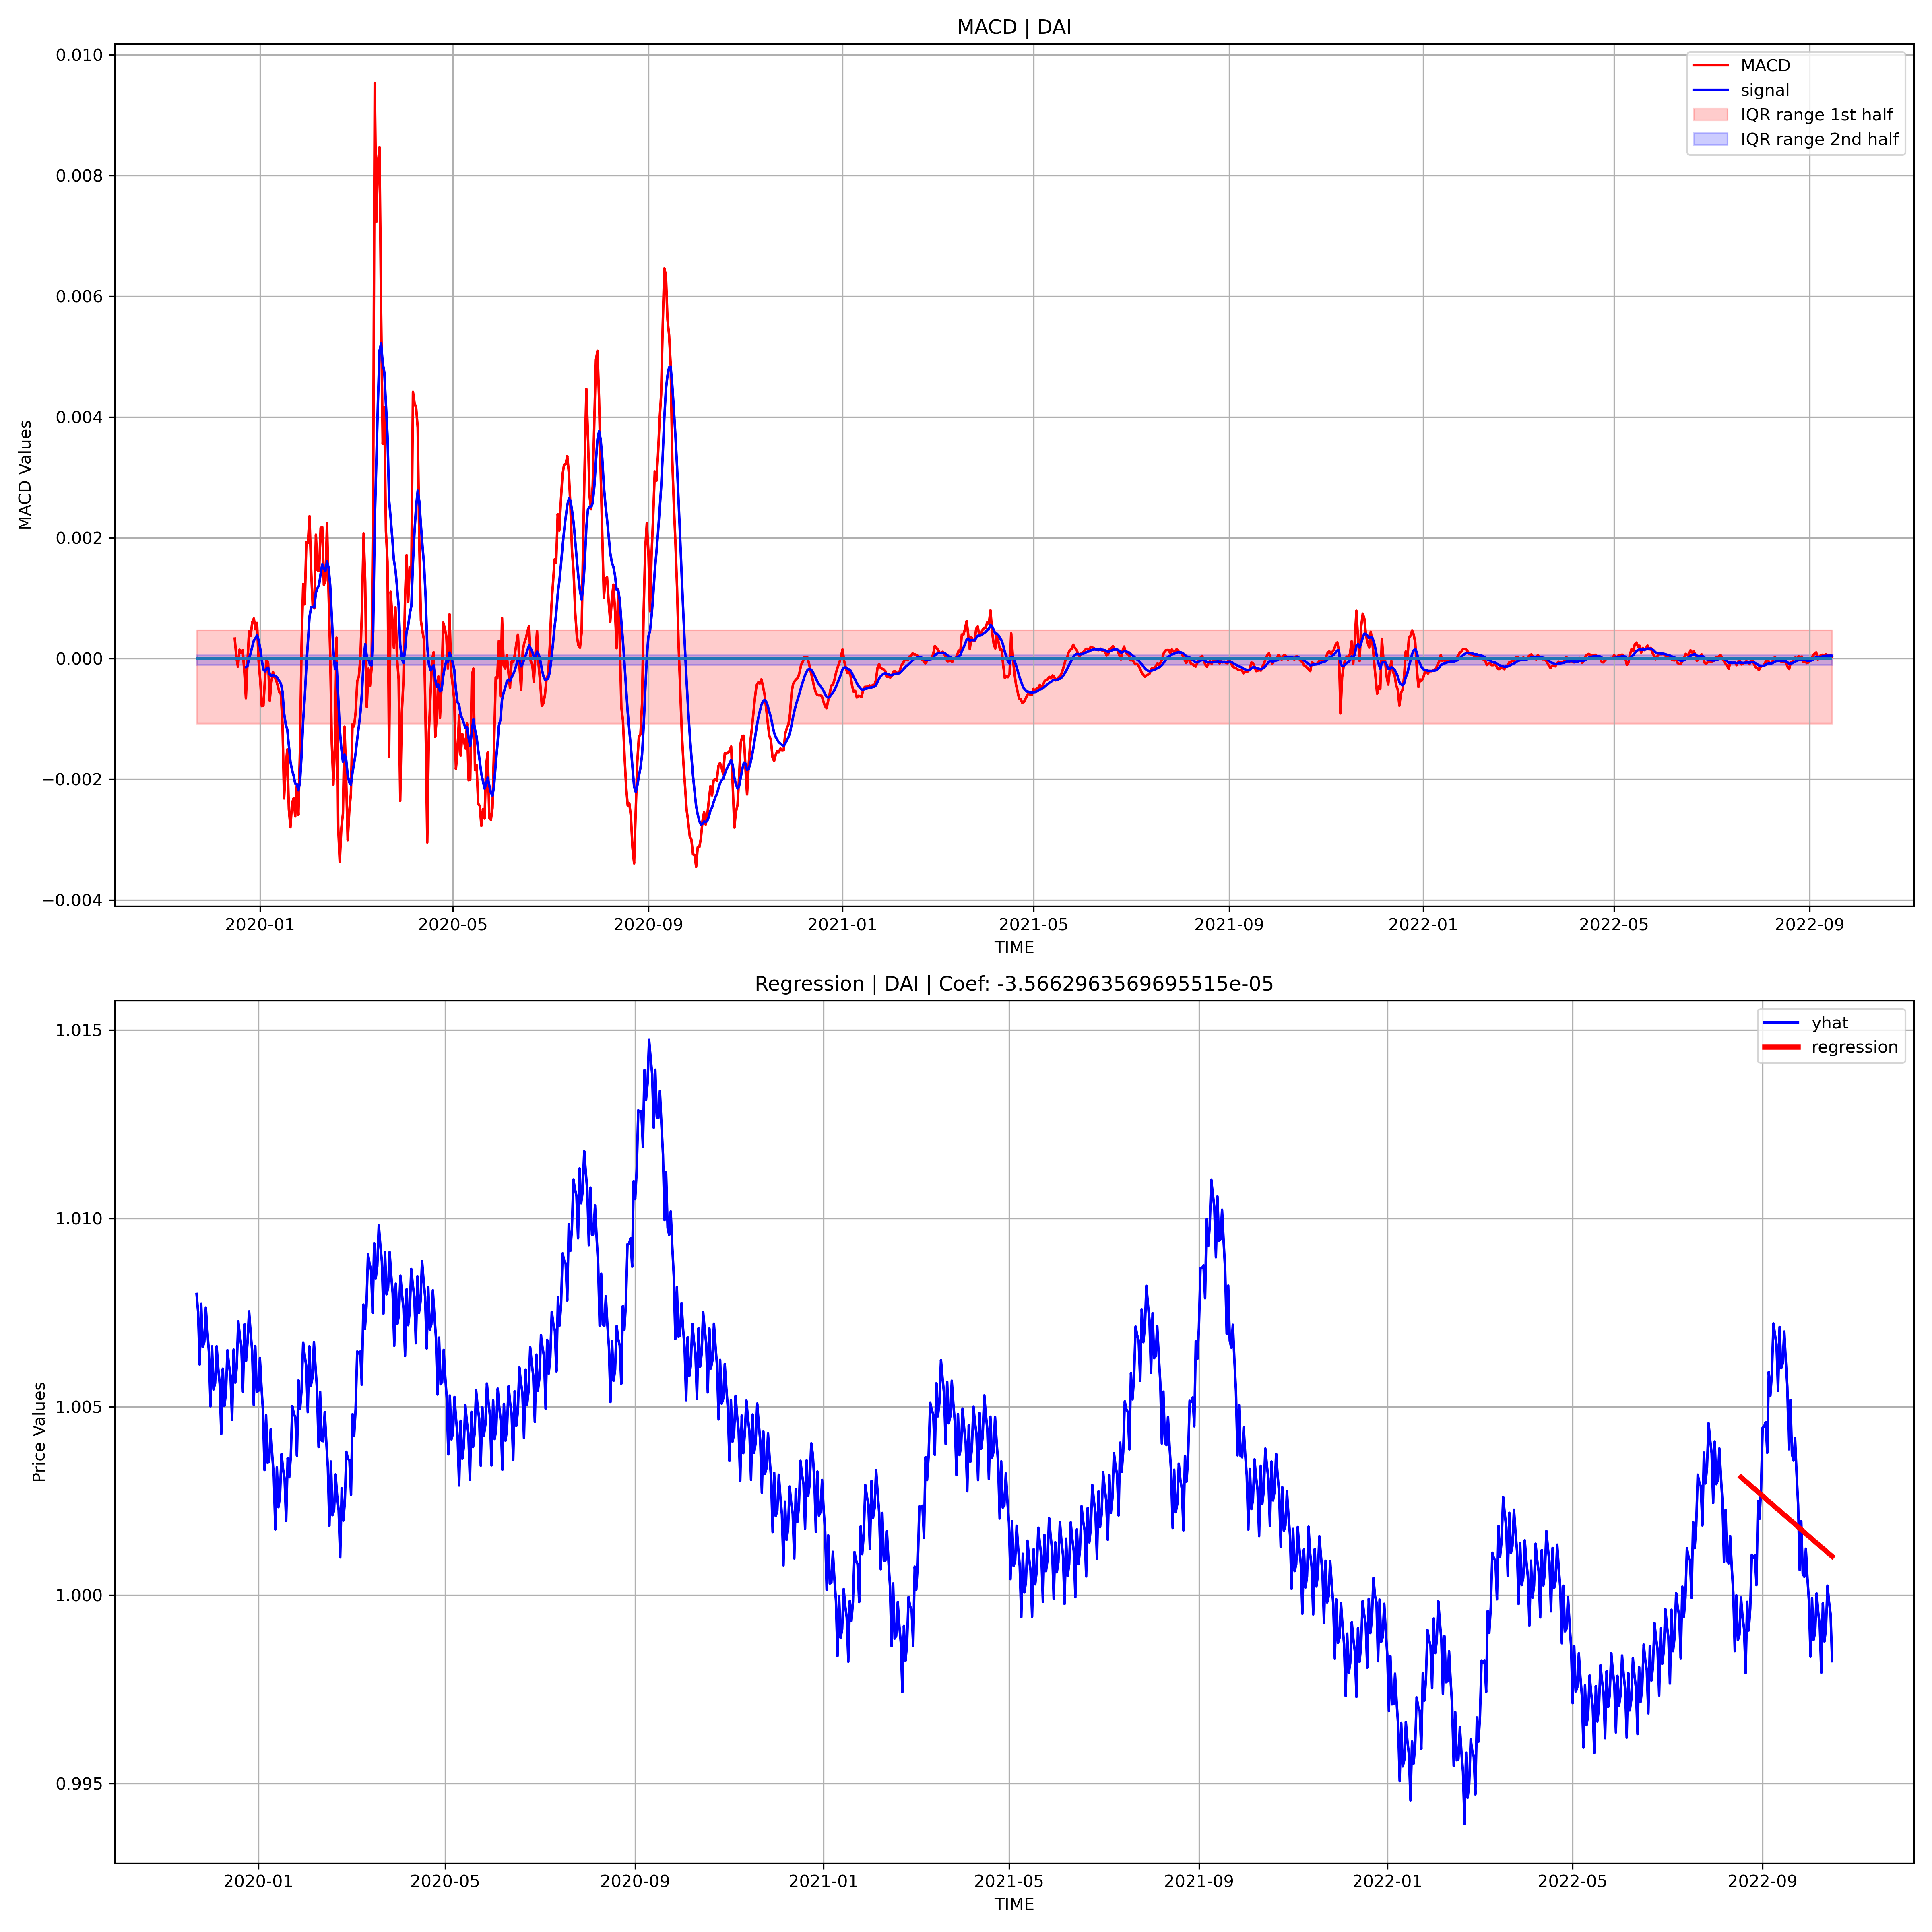 MACD | DAI
MACD
signal
IQR range 1st half
IQR range 2nd half
0.010
0.008
0.006
0.004
0.002
0.000
−0.002
−0.004
MACD Values
2020-01 2020-05 2020-09 2021-01 2021-05 2021-09 2022-01 2022-05 2022-09
TIME
Regression | DAI | Coef: -3.5662963569695515e-05
yhat
regression
1.015
1.010
1.005
1.000
0.995
Price Values
2020-01 2020-05 2020-09 2021-01 2021-05 2021-09 2022-01 2022-05 2022-09
TIME